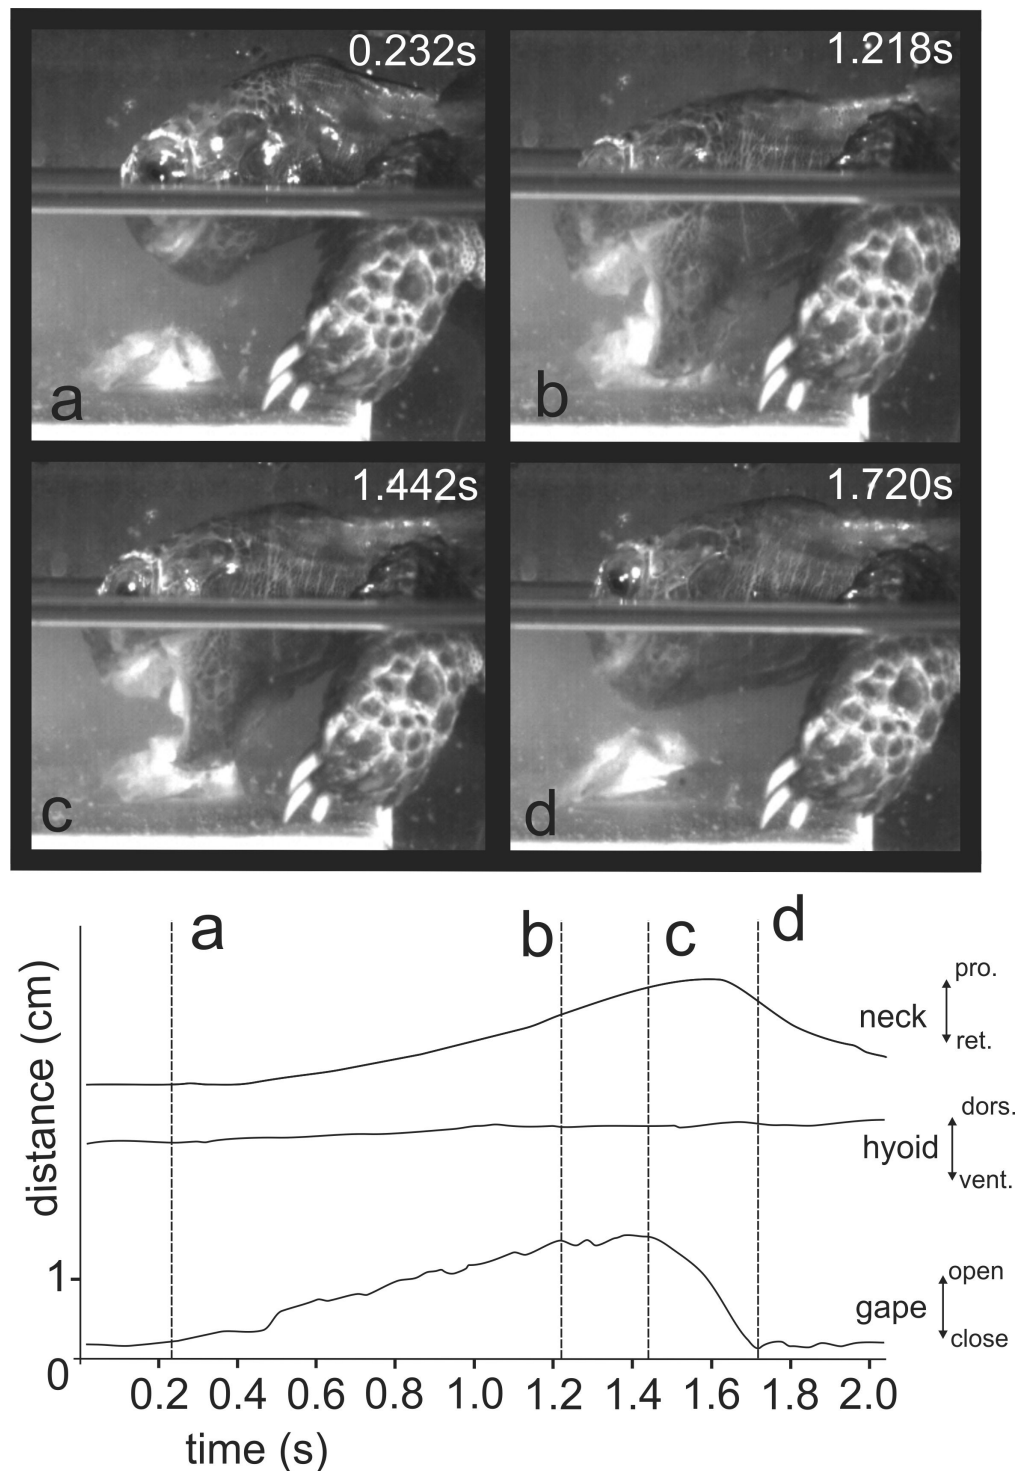 0.232s
a
1.218s
b
1.442s
c
1.720s
d
a
b
c
d
distance (cm)
pro.
neck
ret.
dors.
hyoid
vent.
1
open
gape
close
0
0.2 0.4 0.6 0.8 1.0 1.2 1.4 1.6 1.8 2.0
time (s)